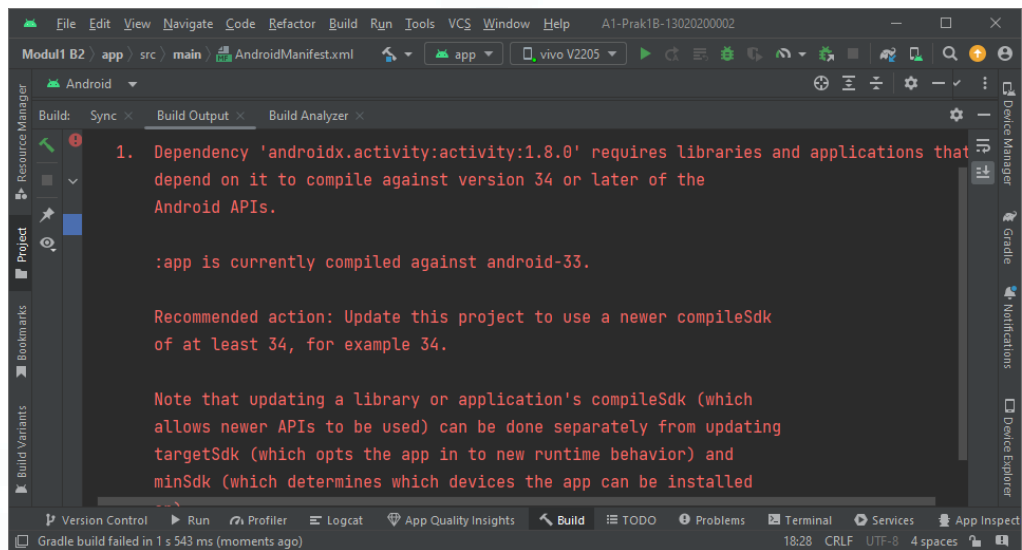 File Edit View Navigate Code Refactor Build Run Tools VCS Window Help A1-Prak1B-13020200002
Modul1 B2 〉 app 〉 src 〉 main 〉 AndroidManifest.xml app vivo V2205
Android
Build: Sync Build Output Build Analyzer
1. Dependency 'androidx.activity:activity:1.8.0' requires libraries and applications that
depend on it to compile against version 34 or later of the
Android APIs.
:app is currently compiled against android-33.
Recommended action: Update this project to use a newer compileSdk
of at least 34, for example 34.
Note that updating a library or application's compileSdk (which
allows newer APIs to be used) can be done separately from updating
targetSdk (which opts the app in to new runtime behavior) and
minSdk (which determines which devices the app can be installed
Resource Manager
Project
Bookmarks
Build Variants
Device Manager
Gradle
Notifications
Device Explorer
Version Control Run Profiler Logcat App Quality Insights Build TODO Problems Terminal Services App Inspect
Gradle build failed in 1 s 543 ms (moments ago) 18:28 CRLF UTF-8 4 spaces